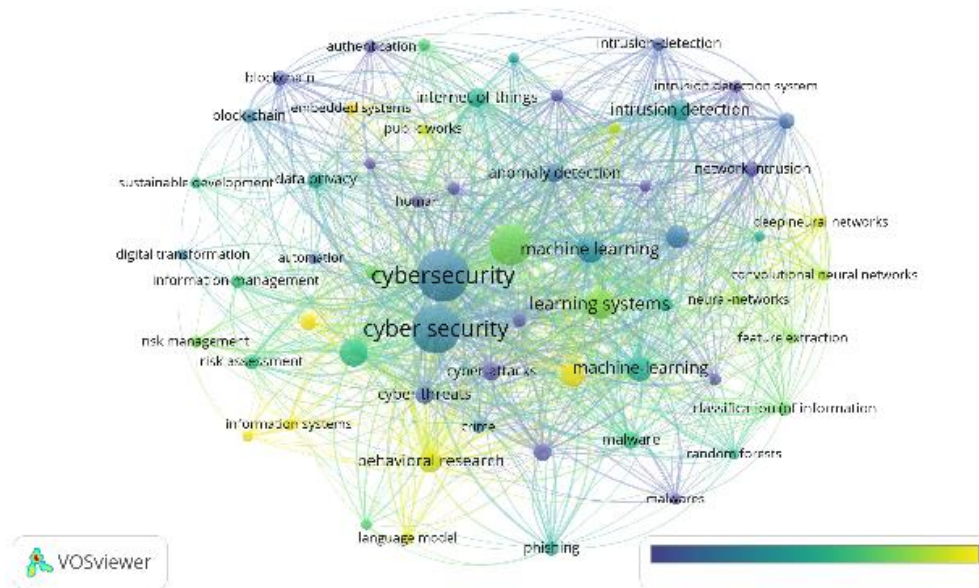 authentication
intrusion-detection
blockchain
intrusion detection system
embedded systems
internet of things
intrusion detection
block-chain
public works
anomaly detection
network intrusion
sustainable development
data privacy
human
deep neural networks
machine learning
digital transformation
automation
cybersecurity
convolutional neural networks
information management
learning systems
neural-networks
cyber security
risk management
feature extraction
risk assessment
cyber-attacks
machine-learning
cyber threats
classification (of information)
information systems
crime
malware
random forests
behavioral research
malwares
language model
phishing
VOSviewer